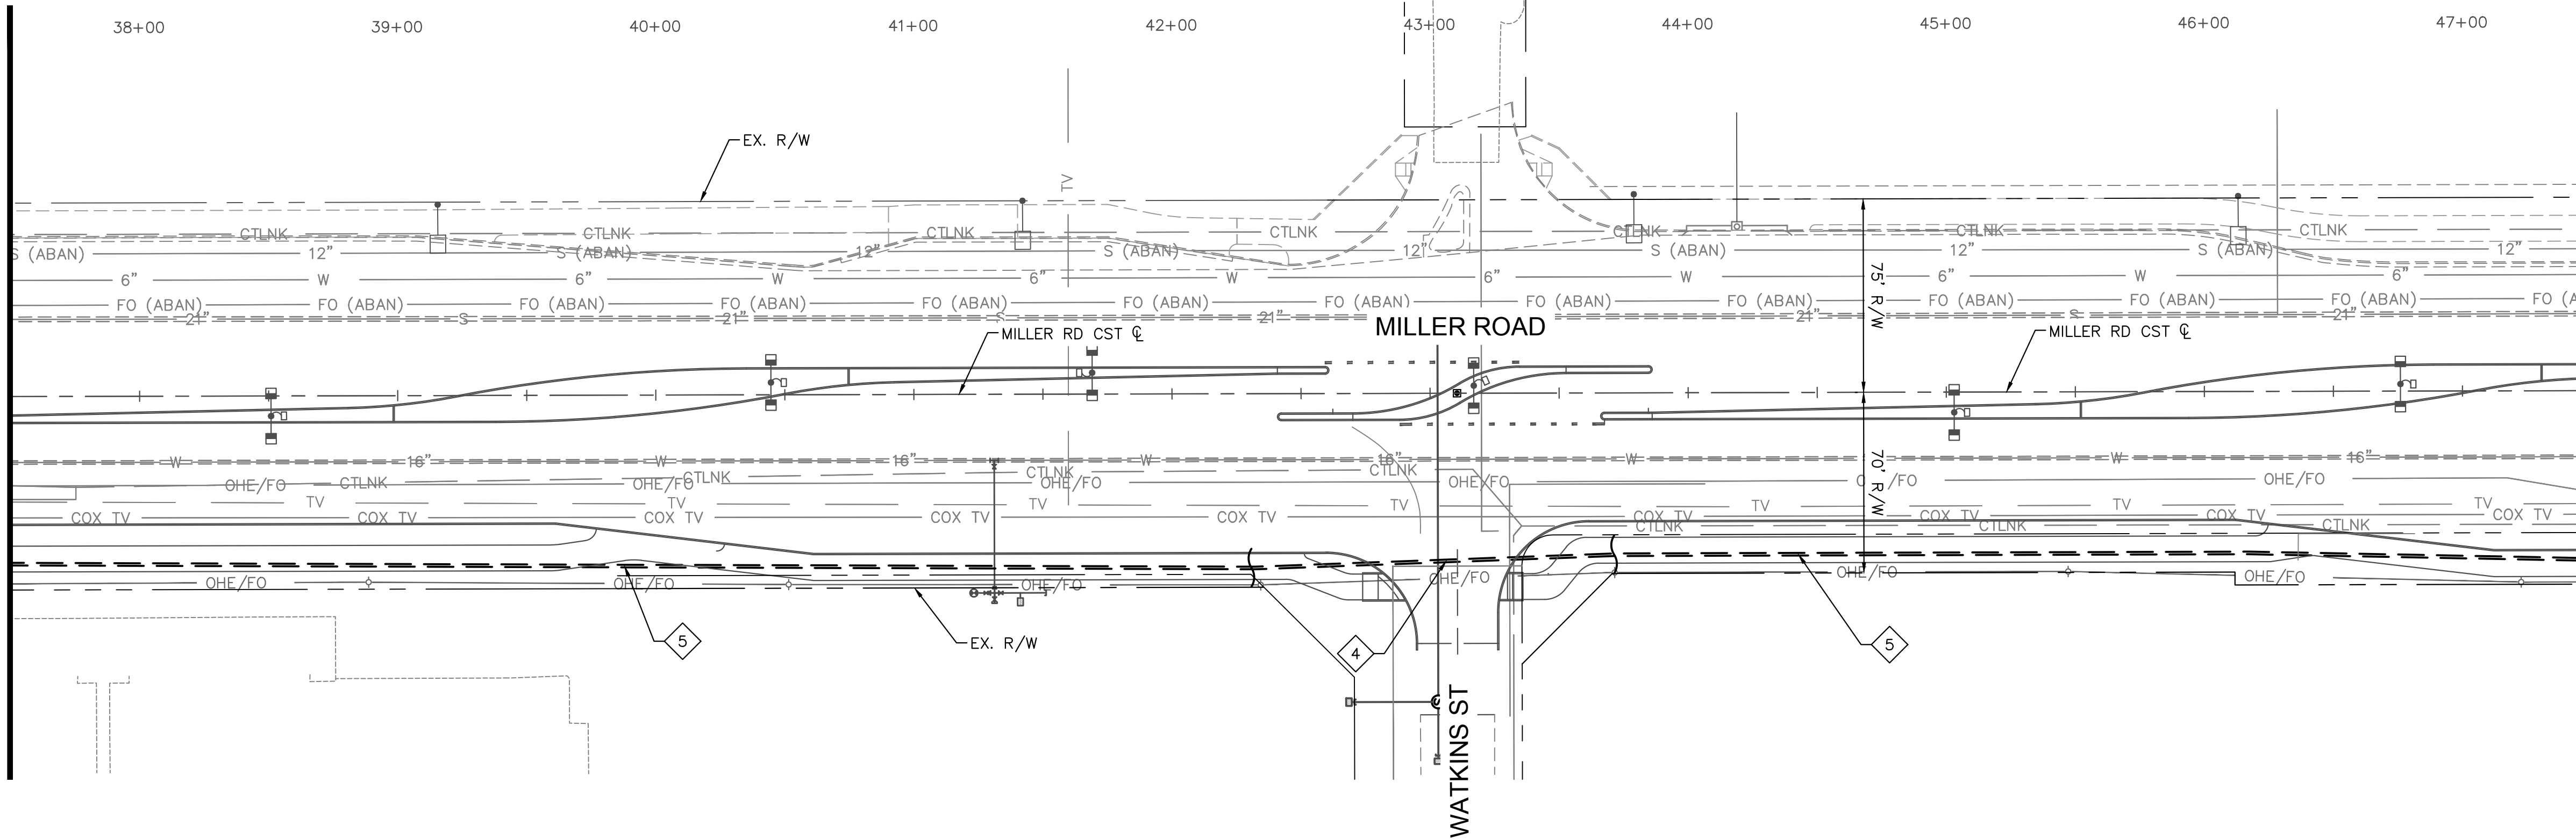 38+00 39+00 40+00 41+00 42+00 43+00 44+00 45+00 46+00 47+00
EX. R/W
TV
CTLNK CTLNK CTLNK CTLNK CTLNK CTLNK CTLNK
S (ABAN) 12" S (ABAN) 12" S (ABAN) 12" S (ABAN) 12" S (ABAN) 12"
6" W 6" W 6" W 6" W 6" W 6"
75' R/W
FO (ABAN) FO (ABAN) FO (ABAN) FO (ABAN) FO (ABAN) FO (ABAN) FO (ABAN) FO (ABAN) FO (ABAN) FO (ABAN) FO (ABAN) FO (ABAN)
21" S 21" S 21" 21" S 21"
MILLER ROAD
MILLER RD CST ℄ MILLER RD CST ℄
W 16" W 16" W 16" W W 16"
CTLNK CTLNK CTLNK CTLNK
OHE/FO OHE/FO OHE/FO OHE/FO /FO OHE/FO
70' R/W
TV TV TV TV TV TV TV
COX TV COX TV COX TV COX TV COX TV COX TV COX TV COX TV COX TV
CTLNK CTLNK CTLNK
OHE/FO OHE/FO OHE/FO OHE/FO OHE/FO OHE/FO
5 EX. R/W 4 5
WATKINS ST